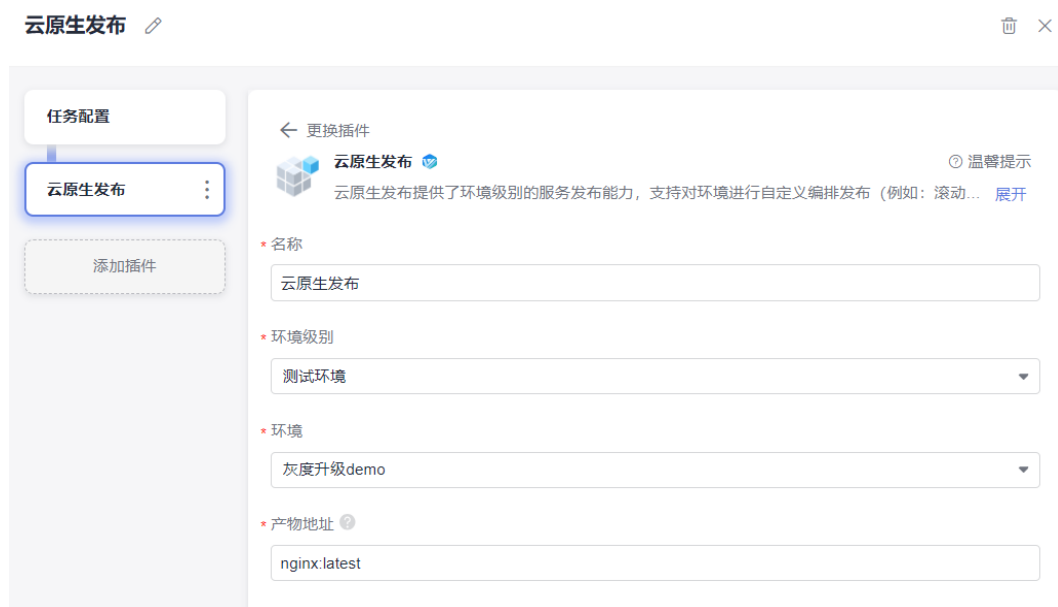 云原生发布
任务配置
云原生发布
添加插件
更换插件
云原生发布
温馨提示
云原生发布提供了环境级别的服务发布能力，支持对环境进行自定义编排发布（例如：滚动... 展开
* 名称
云原生发布
* 环境级别
测试环境
* 环境
灰度升级demo
* 产物地址
nginx:latest